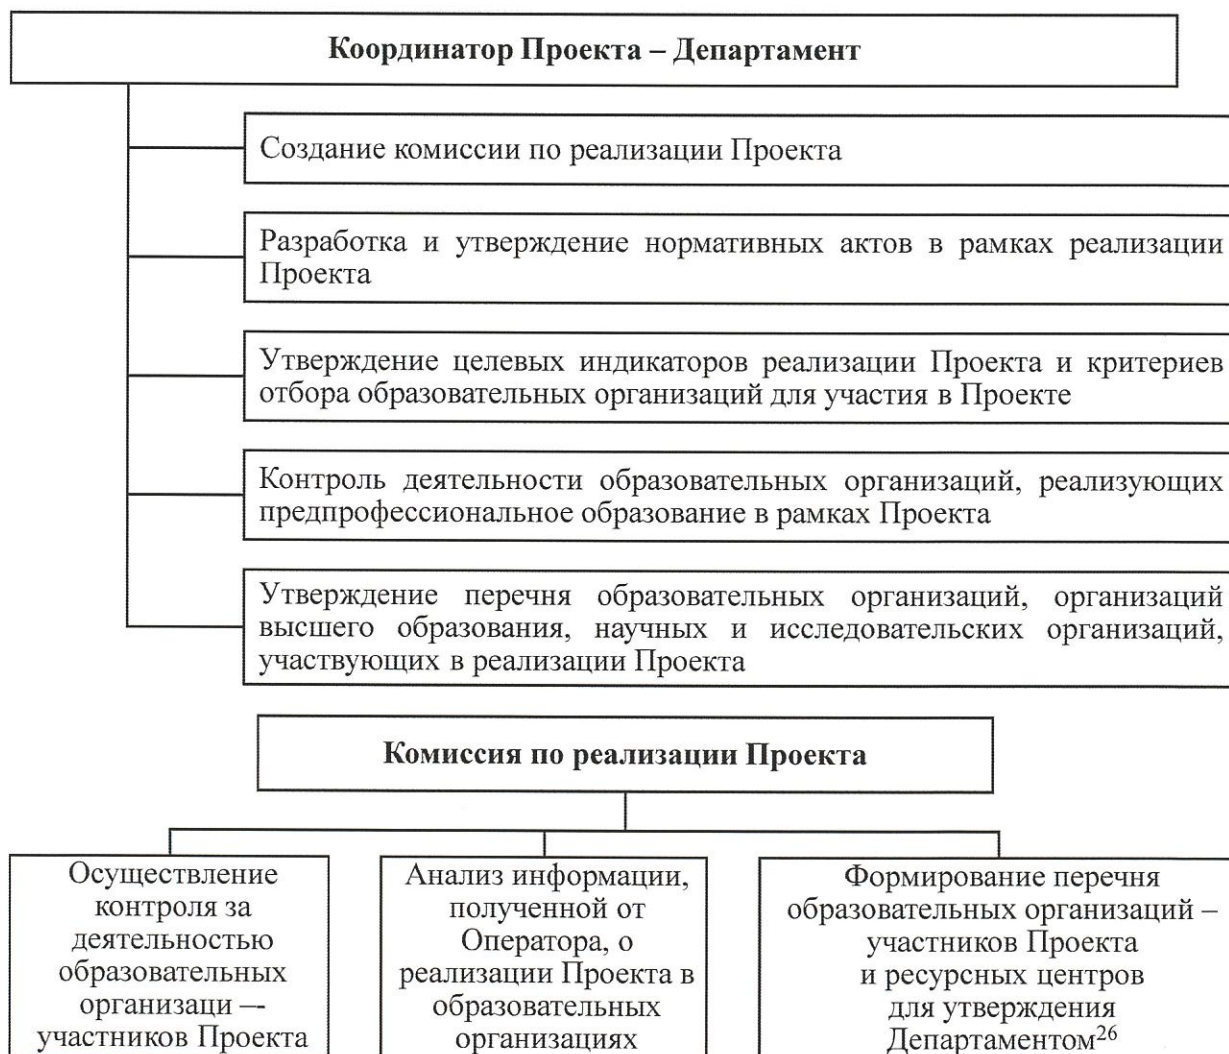 Координатор Проекта – Департамент
Создание комиссии по реализации Проекта
Разработка и утверждение нормативных актов в рамках реализации
Проекта
Утверждение целевых индикаторов реализации Проекта и критериев
отбора образовательных организаций для участия в Проекте
Контроль деятельности образовательных организаций, реализующих
предпрофессиональное образование в рамках Проекта
Утверждение перечня образовательных организаций, организаций
высшего образования, научных и исследовательских организаций,
участвующих в реализации Проекта
Комиссия по реализации Проекта
Осуществление
контроля за
деятельностью
образовательных
организаци —-
участников Проекта
Анализ информации,
полученной от
Оператора, о
реализации Проекта в
образовательных
организациях
Формирование перечня
образовательных организаций –
участников Проекта
и ресурсных центров
для утверждения
Департаментом26